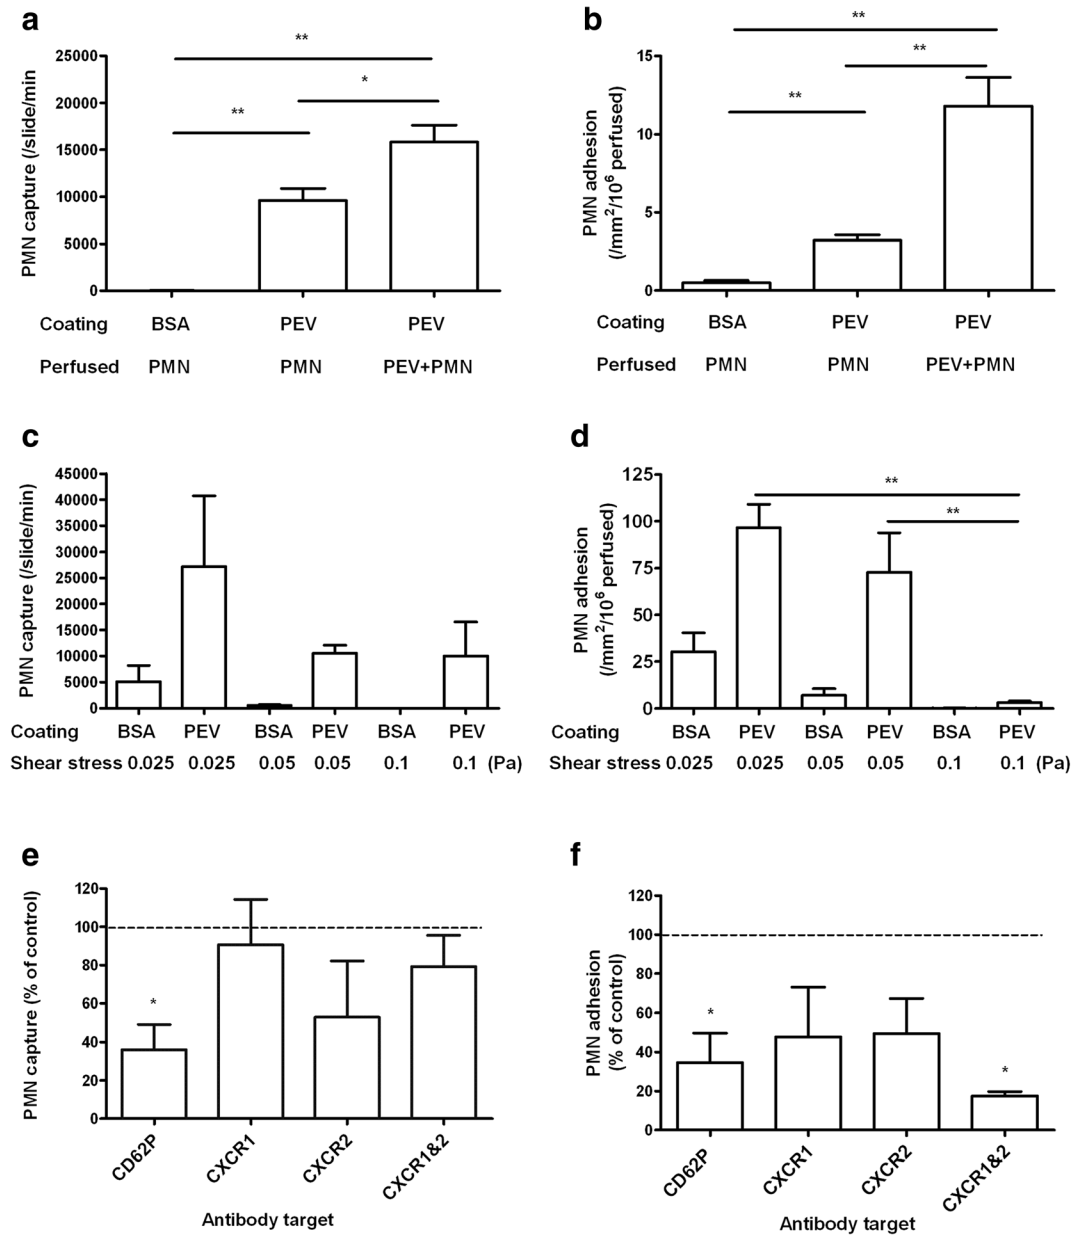 a
PMN capture (/slide/min)
25000
20000
15000
10000
5000
0
**
*
**
Coating BSA PEV PEV
Perfused PMN PMN PEV+PMN
b
PMN adhesion
(/mm²/10⁶ perfused)
15
10
5
0
**
**
**
Coating BSA PEV PEV
Perfused PMN PMN PEV+PMN
c
PMN capture (/slide/min)
45000
40000
35000
30000
25000
20000
15000
10000
5000
0
Coating BSA PEV BSA PEV BSA PEV
Shear stress 0.025 0.025 0.05 0.05 0.1 0.1 (Pa)
d
PMN adhesion
(/mm²/10⁶ perfused)
125
100
75
50
25
0
**
**
Coating BSA PEV BSA PEV BSA PEV
Shear stress 0.025 0.025 0.05 0.05 0.1 0.1 (Pa)
e
PMN capture (% of control)
120
100
80
60
40
20
0
*
CD62P
CXCR1
CXCR2
CXCR1&2
Antibody target
f
PMN adhesion
(% of control)
120
100
80
60
40
20
0
*
*
CD62P
CXCR1
CXCR2
CXCR1&2
Antibody target